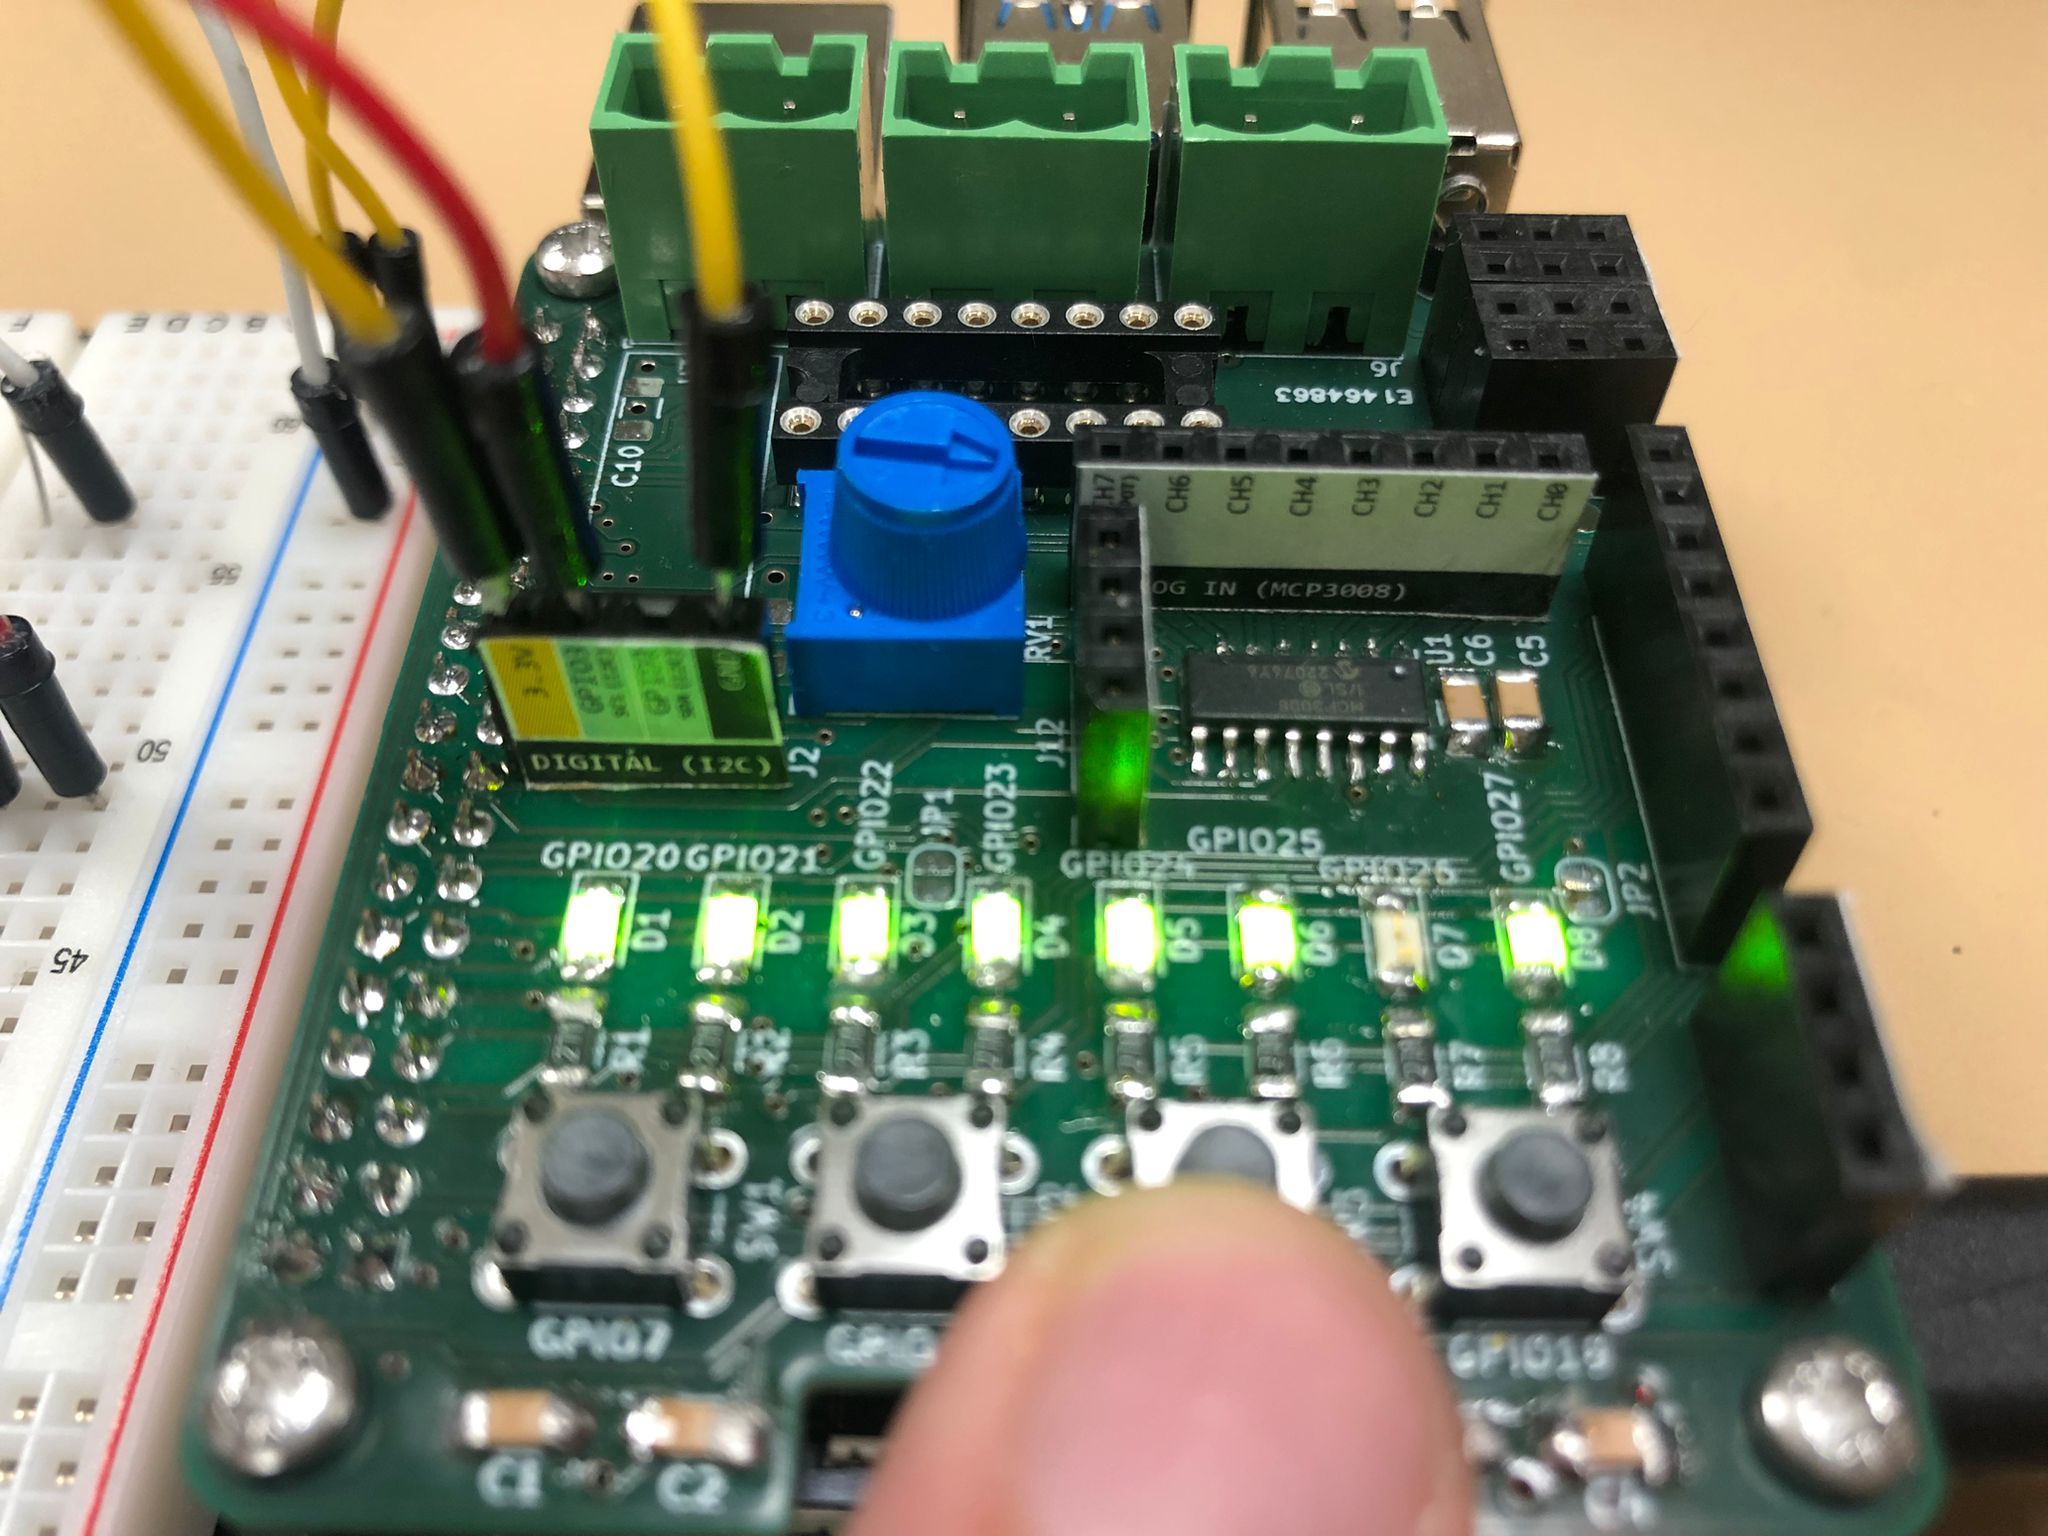 E
D
C
B
A
60
55
50
45
J6
E1464863
C10
CH7
CH6
CH5
CH4
CH3
CH2
CH1
CH0
OG IN (MCP3008)
RV1
U1
C6
C5
MCP3008
3.3V
GND
DIGITAL (I2C)
J2
J12
GPIO20
GPIO21
GPIO22
JP1
GPIO23
GPIO24
GPIO25
GPIO26
GPIO27
JP2
D1
D2
D3
D4
D5
D6
D7
D8
R1
R2
R3
R4
R5
R6
R7
R8
SW1
GPIO7
GPIO19
C1
C2